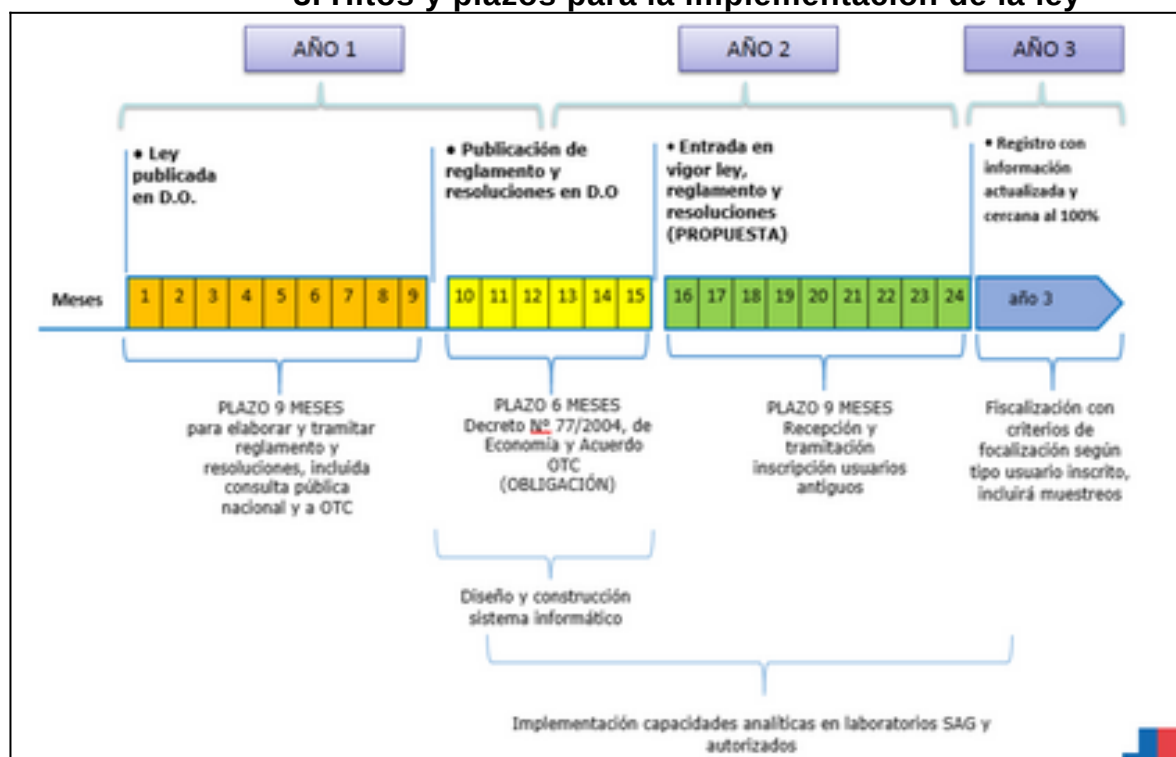 3. Hitos y plazos para la implementación de la ley
AÑO 1
AÑO 2
AÑO 3
• Ley
publicada
en D.O.
• Publicación de
reglamento y
resoluciones en D.O
• Entrada en
vigor ley,
reglamento y
resoluciones
(PROPUESTA)
• Registro con
información
actualizada y
cercana al 100%
Meses
1 2 3 4 5 6 7 8 9
10 11 12 13 14 15
16 17 18 19 20 21 22 23 24
año 3
PLAZO 9 MESES
para elaborar y tramitar
reglamento y
resoluciones, incluida
consulta pública
nacional y a OTC
PLAZO 6 MESES
Decreto Nº 77/2004, de
Economía y Acuerdo
OTC
(OBLIGACIÓN)
PLAZO 9 MESES
Recepción y
tramitación
inscripción usuarios
antiguos
Fiscalización con
criterios de
focalización según
tipo usuario inscrito,
incluirá muestreos
Diseño y construcción
sistema informático
Implementación capacidades analíticas en laboratorios SAG y
autorizados